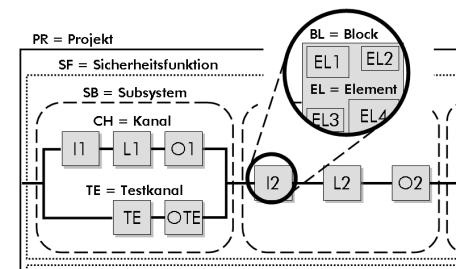 PR = Projekt
SF = Sicherheitsfunktion
SB = Subsystem
CH = Kanal
I1 L1 O1
TE = Testkanal
TE OTE
BL = Block
EL1 EL2
EL = Element
EL3 EL4
I2 L2 O2